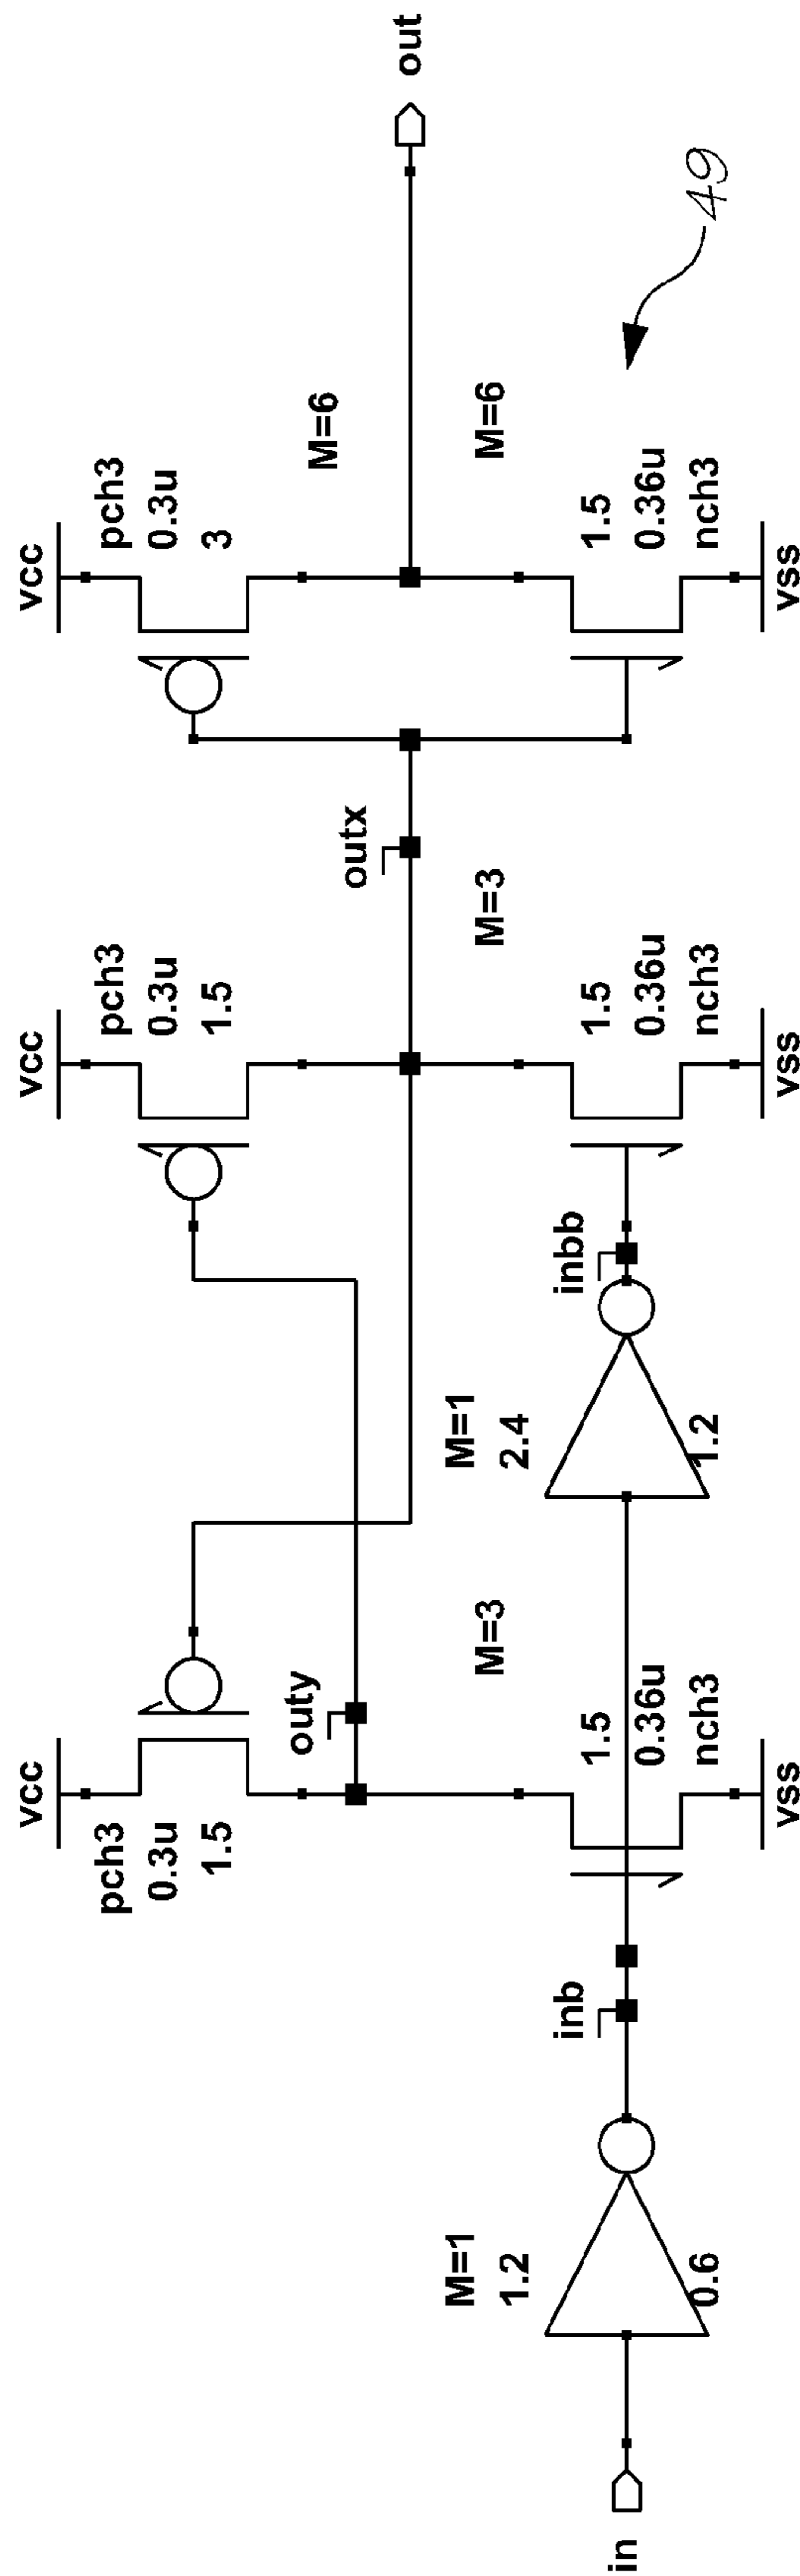 vcc
pch3
0.3u
1.5
outy
M=3
1.5
0.36u
nch3
vss
in
M=1
1.2
0.6
inb
M=1
2.4
1.2
inbb
vcc
pch3
0.3u
1.5
outx
M=3
1.5
0.36u
nch3
vss
vcc
pch3
0.3u
3
M=6
M=6
1.5
0.36u
nch3
vss
out
49